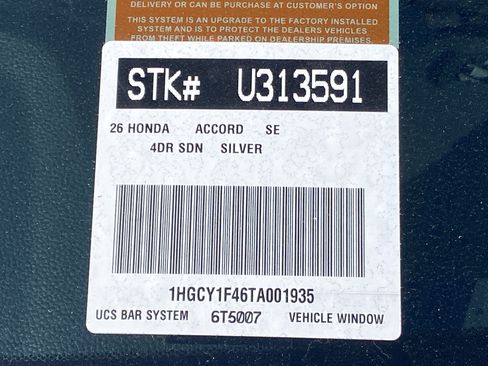 DELIVERY OR CAN BE PURCHASE AT CUSTOMER'S OPTION
THIS SYSTEM IS AN UPGRADE TO THE FACTORY INSTALLED
SYSTEM AND IS TO PROTECT THE DEALERS VEHICLES
FROM THEFT WHILE PARKED ON DEALERSHIP PREMISES.
STK# U313591
26 HONDA ACCORD SE
4DR SDN SILVER
1HGCY1F46TA001935
UCS BAR SYSTEM 6T5007 VEHICLE WINDOW